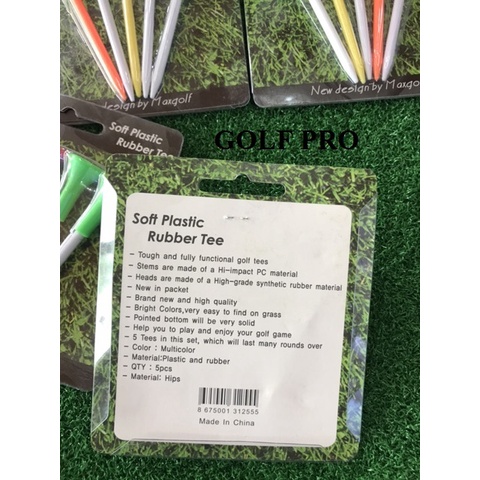 New design by Maxgolf
New design by Maxgolf
Soft Plastic
Rubber Tee
GOLF PRO
Soft Plastic
Rubber Tee
- Tough and fully functional golf tees
- Stems are made of a Hi-impact PC material
- Heads are made of a High-grade synthetic rubber material
- New in packet
- Brand new and high quality
- Bright Colors,very easy to find on grass
- Pointed bottom will be very solid
- Help you to play and enjoy your golf game
- 5 Tees in this set, which will last many rounds over
- Color : Multicolor
- Material:Plastic and rubber
- QTY : 5pcs
- Material: Hips
8 675001 312555
Made In China